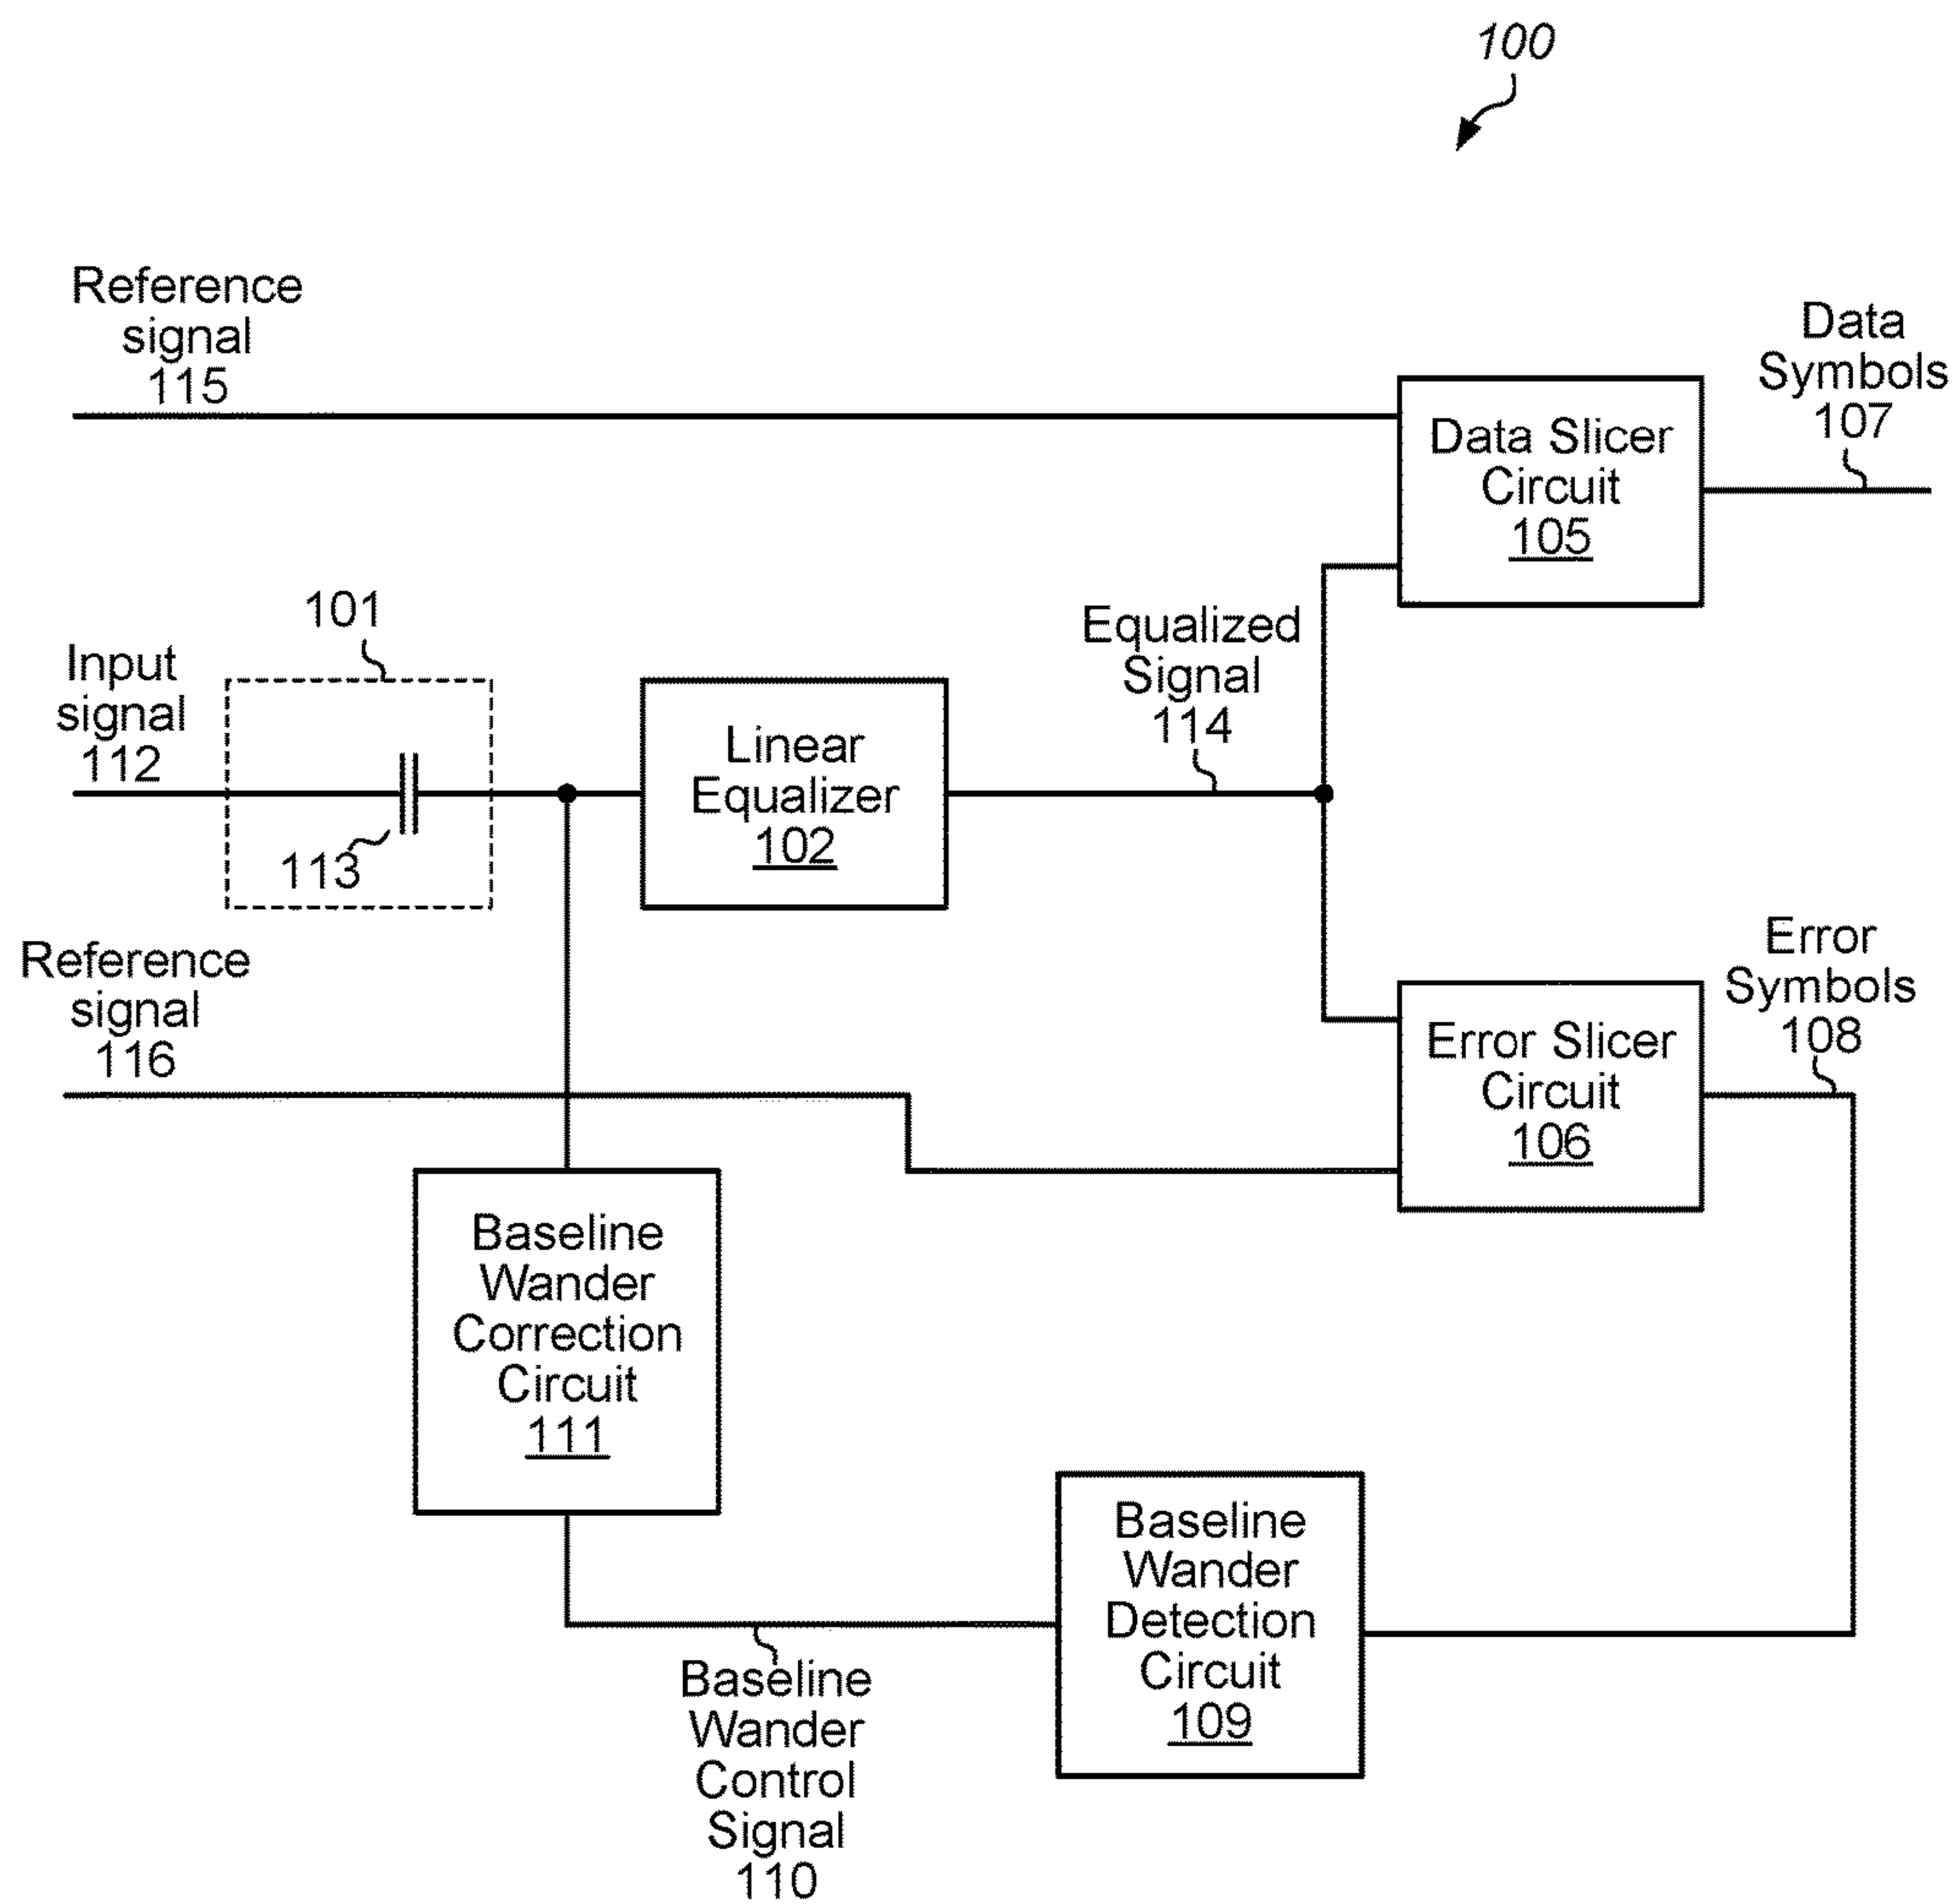 100
Reference
signal
115
Data
Symbols
107
Data Slicer
Circuit
105
101
Input
signal
112
113
Linear
Equalizer
102
Equalized
Signal
114
Reference
signal
116
Error
Symbols
108
Error Slicer
Circuit
106
Baseline
Wander
Correction
Circuit
111
Baseline
Wander
Detection
Circuit
109
Baseline
Wander
Control
Signal
110